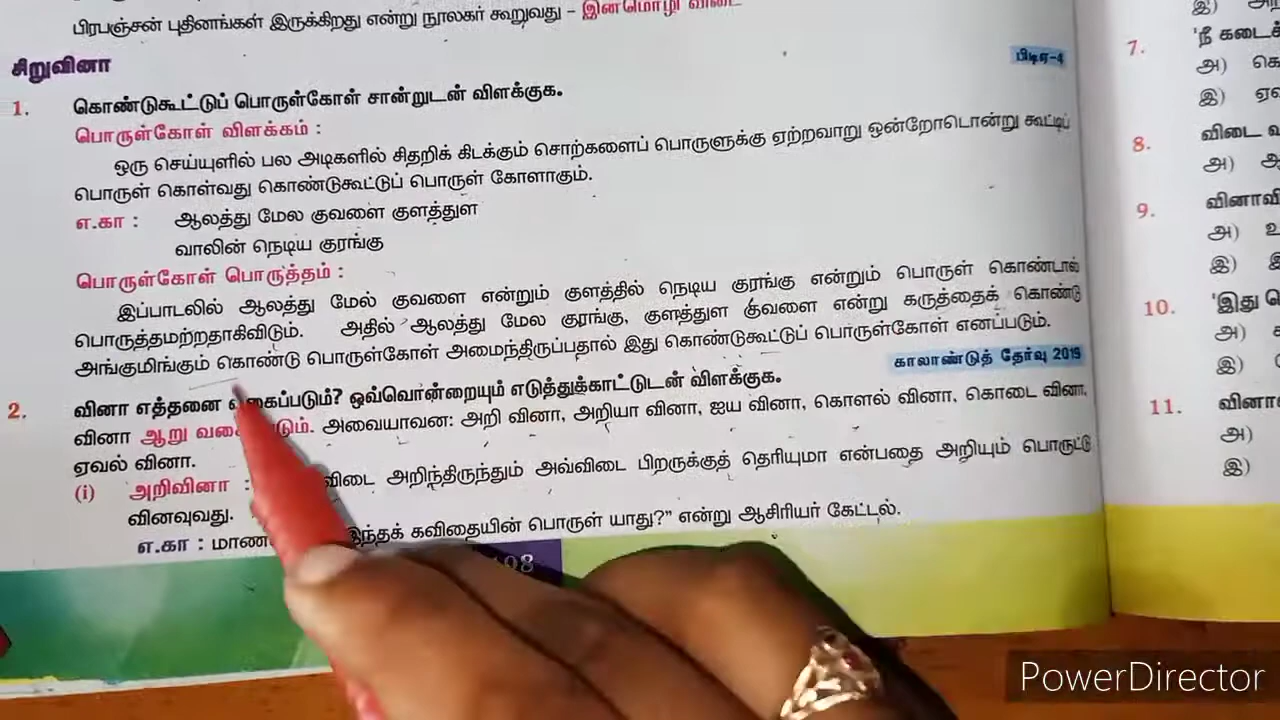 பிரபஞ்சன் புதினங்கள் இருக்கிறது என்று நூலகர் கூறுவது – இனமொழி விடை
சிறுவினா
பிடிஏ-4
1. கொண்டுகூட்டுப் பொருள்கோள் சான்றுடன் விளக்குக.
பொருள்கோள் விளக்கம் :
ஒரு செய்யுளில் பல அடிகளில் சிதறிக் கிடக்கும் சொற்களைப் பொருளுக்கு ஏற்றவாறு ஒன்றோடொன்று கூட்டிப்
பொருள் கொள்வது கொண்டுகூட்டுப் பொருள் கோளாகும்.
எ.கா : ஆலத்து மேல குவளை குளத்துள
வாலின் நெடிய குரங்கு
பொருள்கோள் பொருத்தம் :
இப்பாடலில் ஆலத்து மேல் குவளை என்றும் குளத்தில் நெடிய குரங்கு என்றும் பொருள் கொண்டால்
பொருத்தமற்றதாகிவிடும். அதில் ஆலத்து மேல குரங்கு, குளத்துள குவளை என்று கருத்தைக் கொண்டு
அங்குமிங்கும் கொண்டு பொருள்கோள் அமைந்திருப்பதால் இது கொண்டுகூட்டுப் பொருள்கோள் எனப்படும்.
காலாண்டுத் தேர்வு 2019
2. வினா எத்தனை வகைப்படும்? ஒவ்வொன்றையும் எடுத்துக்காட்டுடன் விளக்குக.
வினா ஆறு அவையாவன: அறி வினா, அறியா வினா, ஐய வினா, கொளல் வினா, கொடை வினா,
ஏவல் வினா.
(i) அறிவினா : அறிந்திருந்தும் அவ்விடை பிறருக்குத் தெரியுமா என்பதை அறியும் பொருட்டு
வினவுவது.
எ.கா : கவிதையின் பொருள் யாது?" என்று ஆசிரியர் கேட்டல்.
7. 'நீ
அ)
இ)
8. விடை
அ)
9.
அ)
இ)
10. 'இது
அ)
இ)
11.
அ)
இ)
PowerDirector